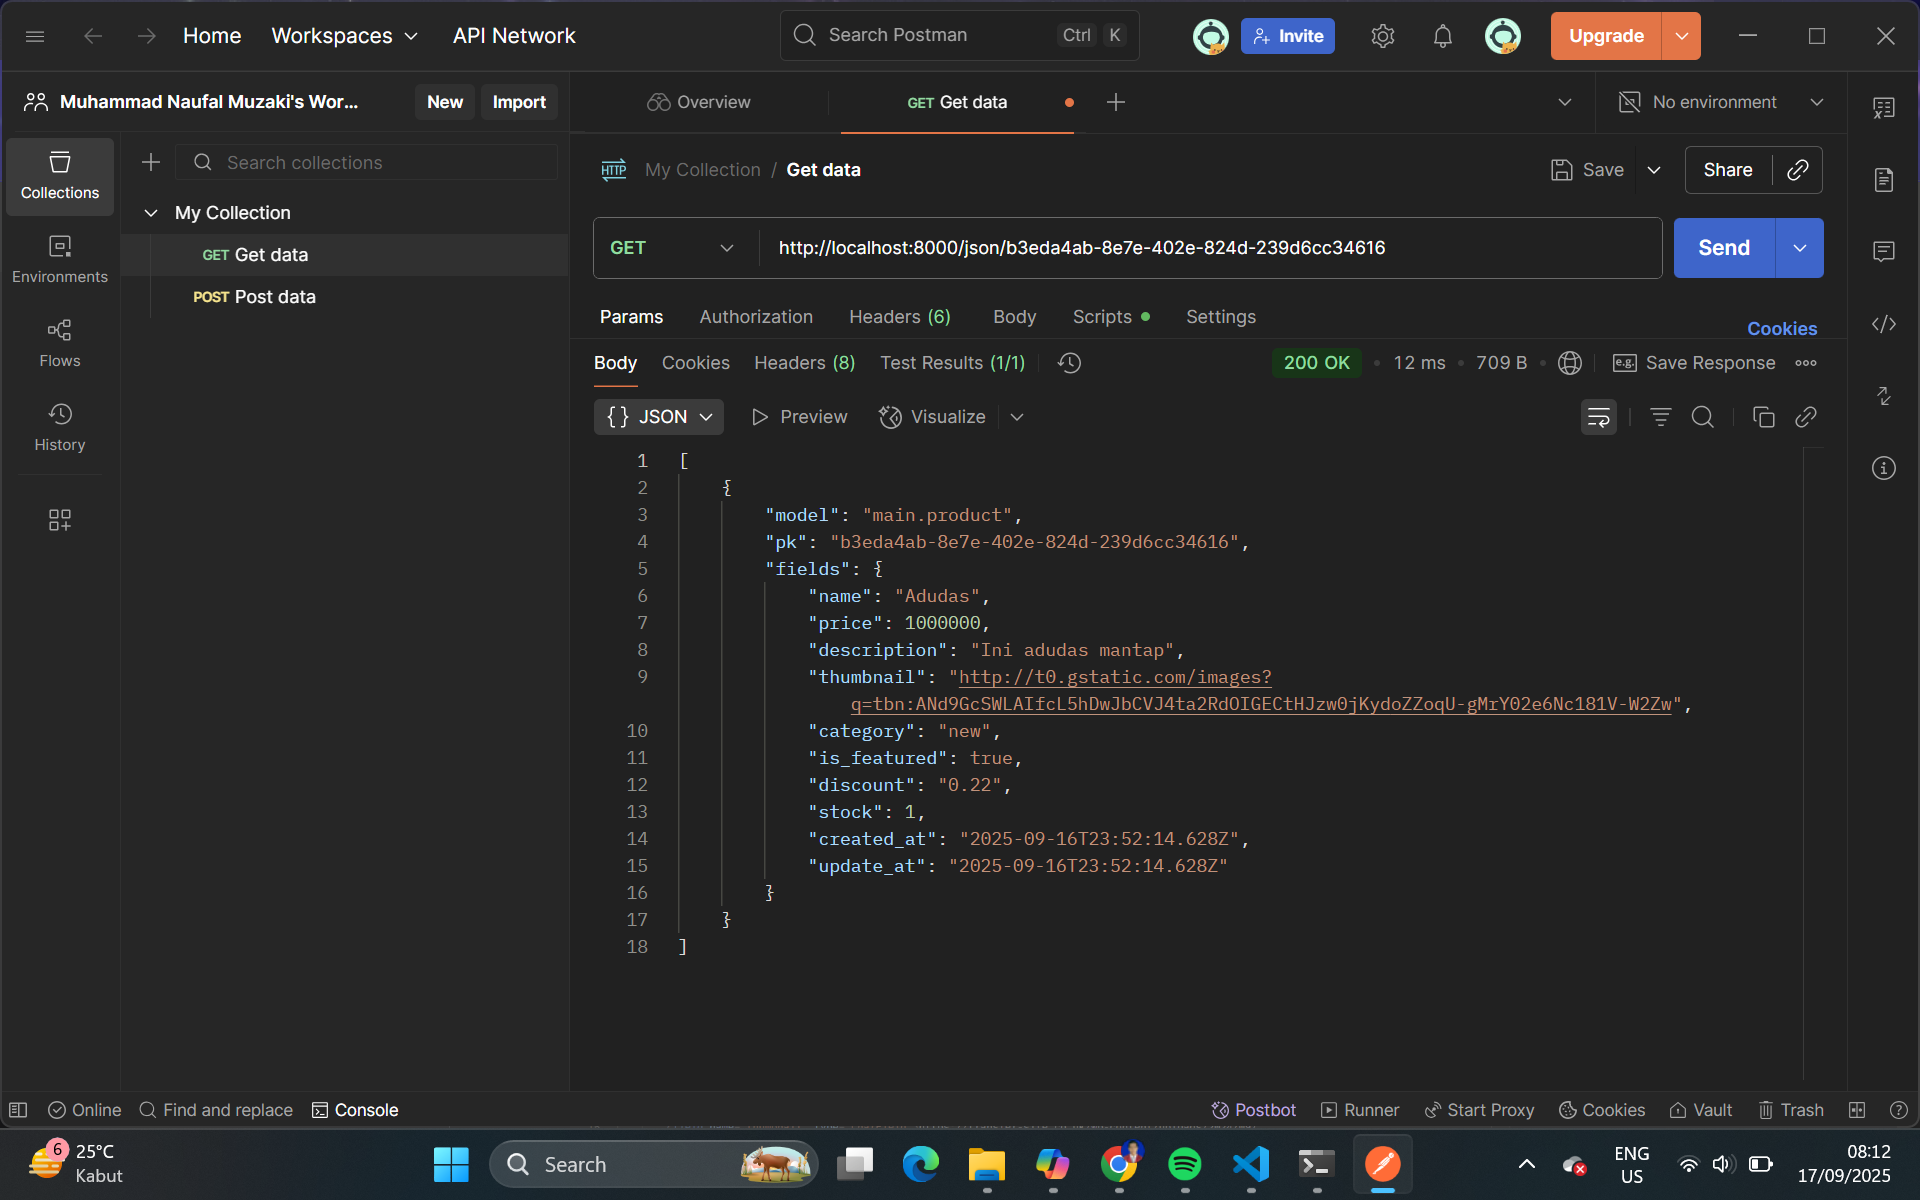 Home Workspaces API Network Search Postman Ctrl K Invite Upgrade
Muhammad Naufal Muzaki's Wor... New Import Overview GET Get data No environment
Collections
Search collections
My Collection / Get data Save Share
My Collection
GET Get data
POST Post data
Environments
Flows
History
GET http://localhost:8000/json/b3eda4ab-8e7e-402e-824d-239d6cc34616 Send
Params Authorization Headers (6) Body Scripts Settings Cookies
Body Cookies Headers (8) Test Results (1/1) 200 OK 12 ms 709 B e.g. Save Response
{} JSON Preview Visualize
1 [
2 {
3 "model": "main.product",
4 "pk": "b3eda4ab-8e7e-402e-824d-239d6cc34616",
5 "fields": {
6 "name": "Adudas",
7 "price": 1000000,
8 "description": "Ini adudas mantap",
9 "thumbnail": "http://t0.gstatic.com/images?
q=tbn:ANd9GcSWLAIfcL5hDwJbCVJ4ta2RdOIGECtHJzw0jKydoZZoqU-gMrY02e6Nc181V-W2Zw",
10 "category": "new",
11 "is_featured": true,
12 "discount": "0.22",
13 "stock": 1,
14 "created_at": "2025-09-16T23:52:14.628Z",
15 "update_at": "2025-09-16T23:52:14.628Z"
16 }
17 }
18 ]
Online Find and replace Console Postbot Runner Start Proxy Cookies Vault Trash
6 25°C
Kabut
Search
ENG
US
08:12
17/09/2025